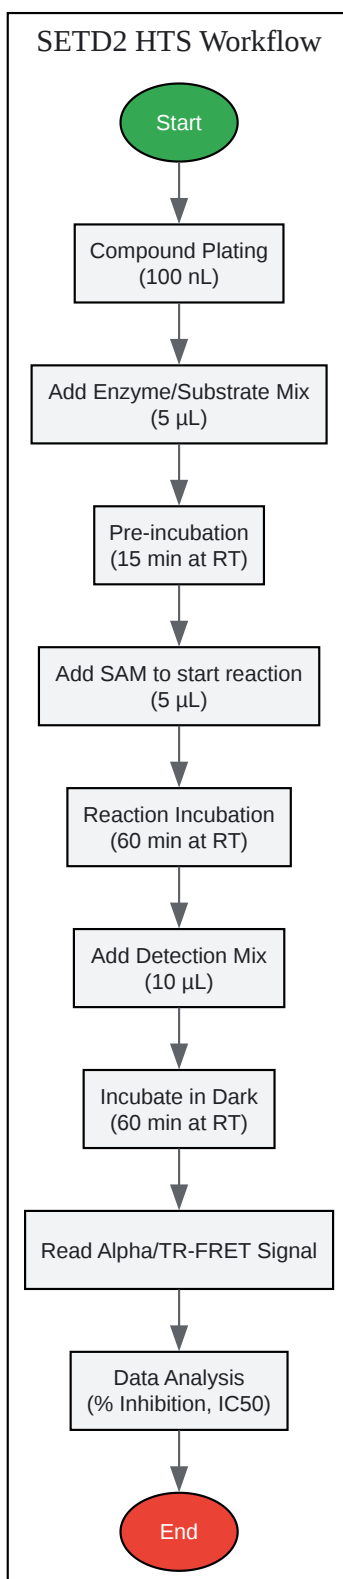 SETD2 HTS Workflow
Start
Compound Plating
(100 nL)
Add Enzyme/Substrate Mix
(5 µL)
Pre-incubation
(15 min at RT)
Add SAM to start reaction
(5 µL)
Reaction Incubation
(60 min at RT)
Add Detection Mix
(10 µL)
Incubate in Dark
(60 min at RT)
Read Alpha/TR-FRET Signal
Data Analysis
(% Inhibition, IC50)
End